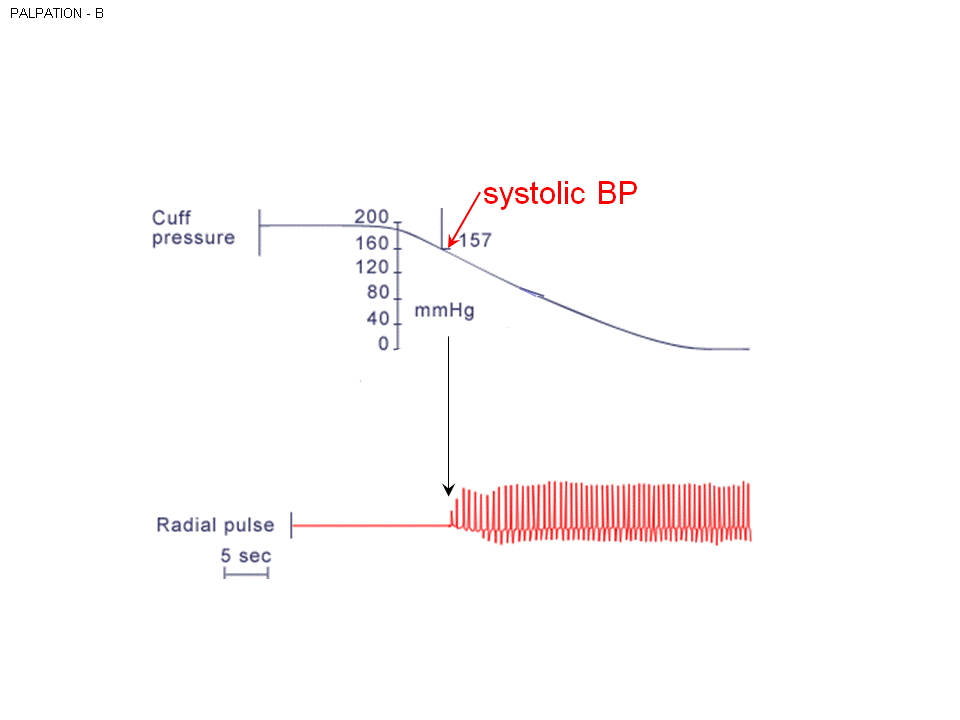 PALPATION - B
systolic BP
Cuff
pressure
200
157
160
120
80
mmHg
40
0
Radial pulse
5 sec